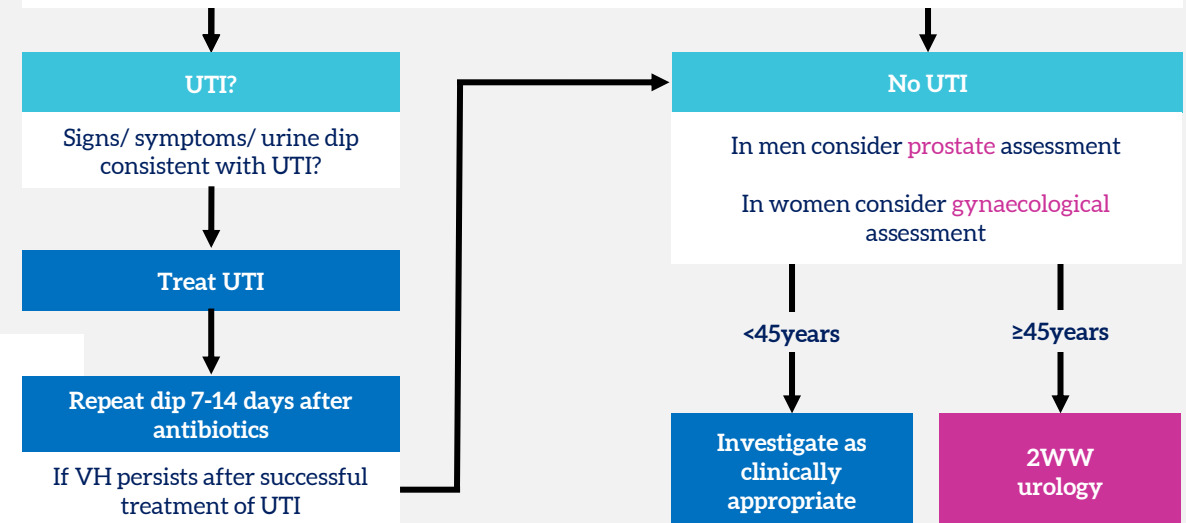 UTI?
Signs/ symptoms/ urine dip
consistent with UTI?
Treat UTI
Repeat dip 7-14 days after
antibiotics
If VH persists after successful
treatment of UTI
No UTI
In men consider prostate assessment
In women consider gynaecological
assessment
<45years
≥45years
Investigate as
clinically
appropriate
2WW
urology